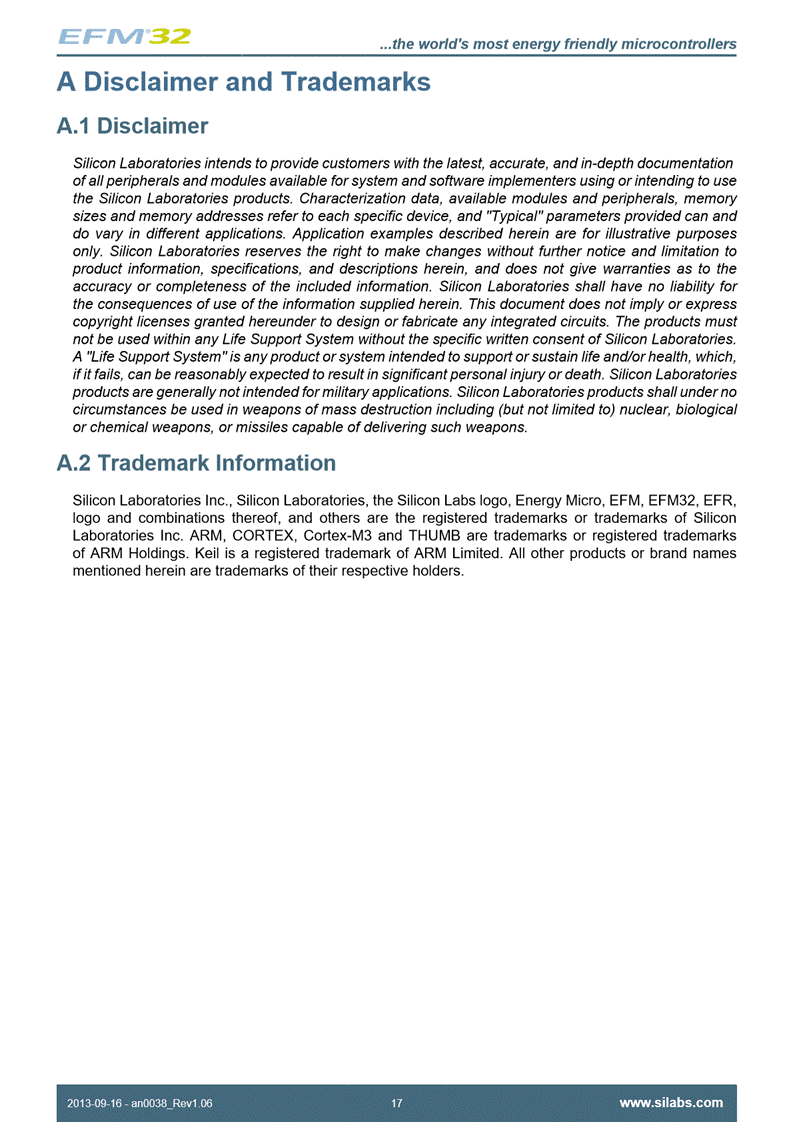 EFM®32
...the world's most energy friendly microcontrollers
A Disclaimer and Trademarks
A.1 Disclaimer
Silicon Laboratories intends to provide customers with the latest, accurate, and in-depth documentation
of all peripherals and modules available for system and software implementers using or intending to use
the Silicon Laboratories products. Characterization data, available modules and peripherals, memory
sizes and memory addresses refer to each specific device, and "Typical" parameters provided can and
do vary in different applications. Application examples described herein are for illustrative purposes
only. Silicon Laboratories reserves the right to make changes without further notice and limitation to
product information, specifications, and descriptions herein, and does not give warranties as to the
accuracy or completeness of the included information. Silicon Laboratories shall have no liability for
the consequences of use of the information supplied herein. This document does not imply or express
copyright licenses granted hereunder to design or fabricate any integrated circuits. The products must
not be used within any Life Support System without the specific written consent of Silicon Laboratories.
A "Life Support System" is any product or system intended to support or sustain life and/or health, which,
if it fails, can be reasonably expected to result in significant personal injury or death. Silicon Laboratories
products are generally not intended for military applications. Silicon Laboratories products shall under no
circumstances be used in weapons of mass destruction including (but not limited to) nuclear, biological
or chemical weapons, or missiles capable of delivering such weapons.
A.2 Trademark Information
Silicon Laboratories Inc., Silicon Laboratories, the Silicon Labs logo, Energy Micro, EFM, EFM32, EFR,
logo and combinations thereof, and others are the registered trademarks or trademarks of Silicon
Laboratories Inc. ARM, CORTEX, Cortex-M3 and THUMB are trademarks or registered trademarks
of ARM Holdings. Keil is a registered trademark of ARM Limited. All other products or brand names
mentioned herein are trademarks of their respective holders.
2013-09-16 - an0038_Rev1.06
17
www.silabs.com